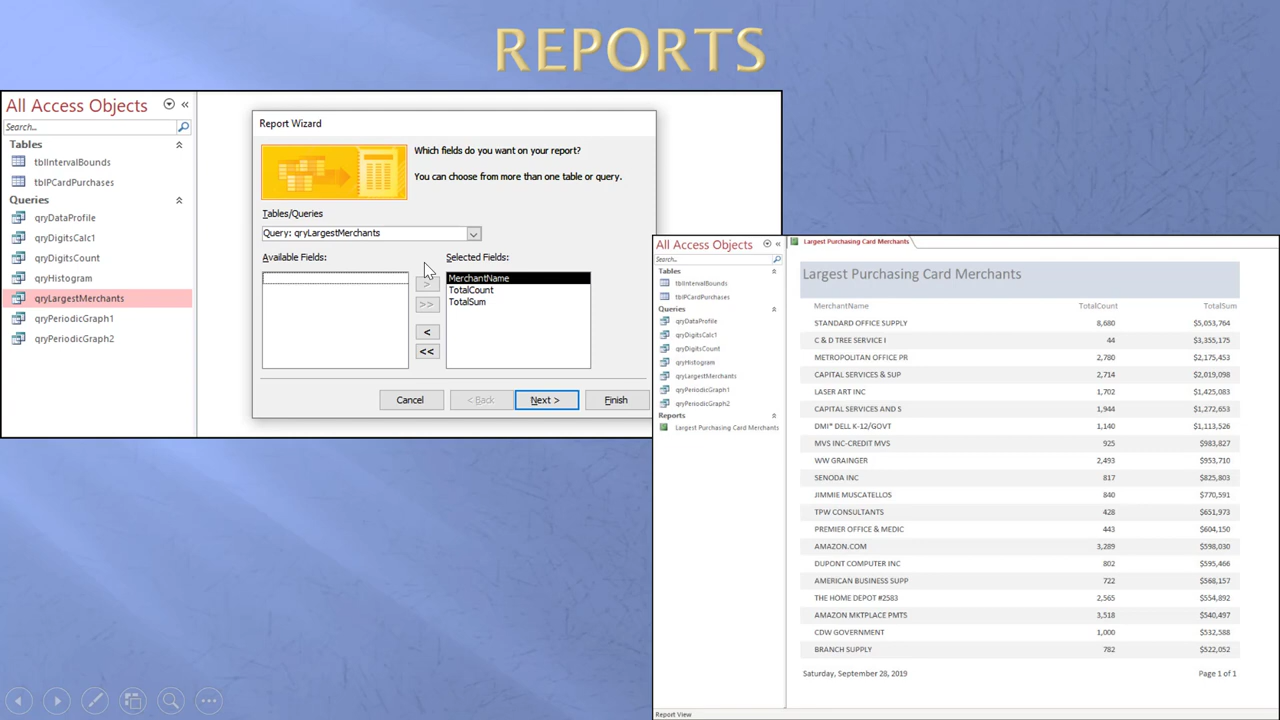 REPORTS
All Access Objects
Search...
Tables
tblIntervalBounds
tblPCardPurchases
Queries
qryDataProfile
qryDigitsCalc1
qryDigitsCount
qryHistogram
qryLargestMerchants
qryPeriodicGraph1
qryPeriodicGraph2
Report Wizard
Which fields do you want on your report?
You can choose from more than one table or query.
Tables/Queries
Query: qryLargestMerchants
Available Fields:
Selected Fields:
MerchantName
TotalCount
TotalSum
>
>>
<
<<
Cancel
< Back
Next >
Finish
All Access Objects
Search...
Tables
tblIntervalBounds
tblPCardPurchases
Queries
qryDataProfile
qryDigitsCalc1
qryDigitsCount
qryHistogram
qryLargestMerchants
qryPeriodicGraph1
qryPeriodicGraph2
Reports
Largest Purchasing Card Merchants
Largest Purchasing Card Merchants
Largest Purchasing Card Merchants
MerchantName TotalCount TotalSum
STANDARD OFFICE SUPPLY 8,680 $5,053,764
C & D TREE SERVICE I 44 $3,355,175
METROPOLITAN OFFICE PR 2,780 $2,175,453
CAPITAL SERVICES & SUP 2,714 $2,019,098
LASER ART INC 1,702 $1,425,083
CAPITAL SERVICES AND S 1,944 $1,272,653
DMI* DELL K-12/GOVT 1,140 $1,113,526
MVS INC-CREDIT MVS 925 $983,827
WW GRAINGER 2,493 $953,710
SENODA INC 817 $825,803
JIMMIE MUSCATELLOS 840 $770,591
TPW CONSULTANTS 428 $651,973
PREMIER OFFICE & MEDIC 443 $604,150
AMAZON.COM 3,289 $598,030
DUPONT COMPUTER INC 802 $595,466
AMERICAN BUSINESS SUPP 722 $568,157
THE HOME DEPOT #2583 2,565 $554,892
AMAZON MKTPLACE PMTS 3,518 $540,497
CDW GOVERNMENT 1,000 $532,588
BRANCH SUPPLY 782 $522,052
Saturday, September 28, 2019 Page 1 of 1
Report View